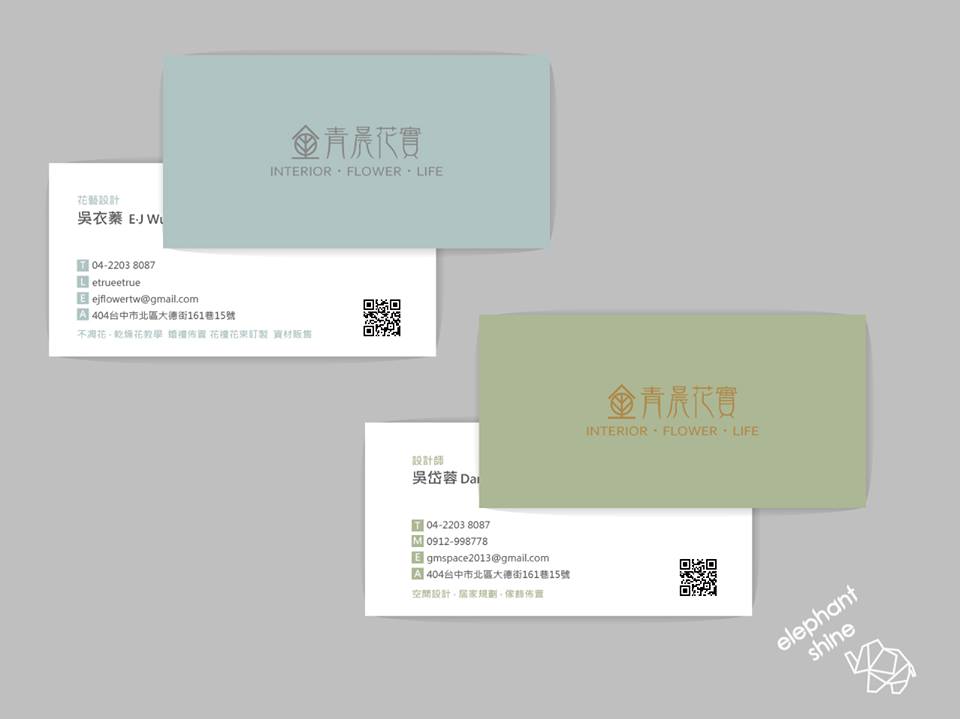 青晨花實
INTERIOR・FLOWER・LIFE
花藝設計
吳衣蓁 E-J Wu
T 04-2203 8087
L etrueetrue
E ejflowertw@gmail.com
A 404台中市北區大德街161巷15號
不凋花 - 乾燥花教學 婚禮佈置 花禮花束訂製 資材販售
青晨花實
INTERIOR・FLOWER・LIFE
設計師
吳岱蓉
T 04-2203 8087
M 0912-998778
E gmspace2013@gmail.com
A 404台中市北區大德街161巷15號
空間設計 - 居家規劃 - 傢飾佈置
elephant
shine